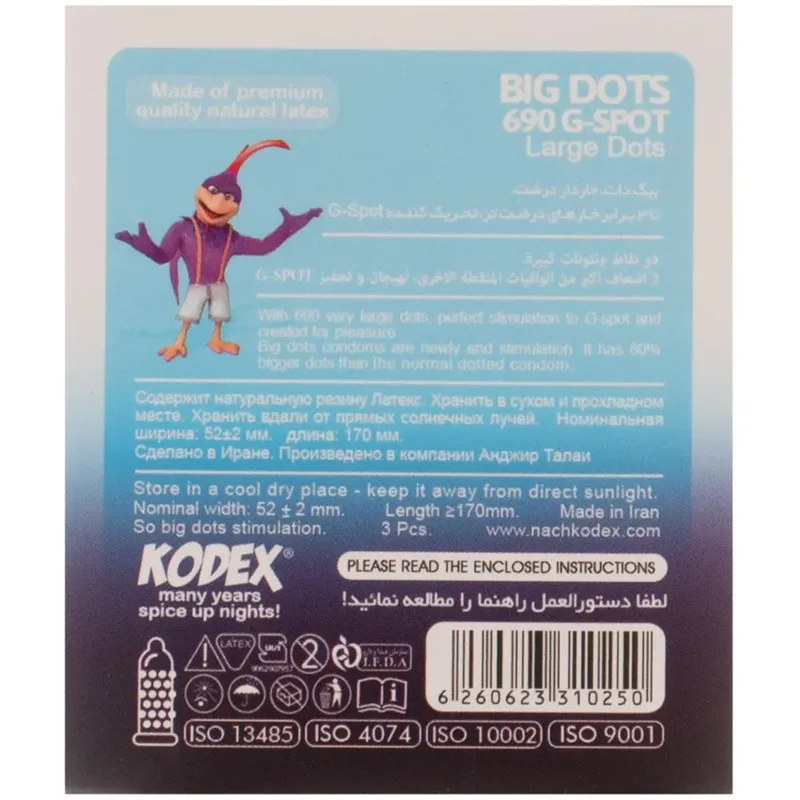 Made of premium
quality natural latex
BIG DOTS
690 G-SPOT
Large Dots
بیگ دات، خاردار درشت.
تا ۳ برابر خارهای درشت تر، تحریک کننده G-Spot
ذو نقاط ونتوئات كبيرة.
3 اضعاف أكبر من الواقيات المنقطة الاخرى، لهيجان و تحفيز G-SPOT
With 690 very large dots, perfect stimulation to G-spot and
created for pleasure.
Big dots condoms are newly and stimulation. It has 80%
bigger dots than the normal dotted condom.
Содержит натуральную резину Латекс. Хранить в сухом и прохладном
месте. Хранить вдали от прямых солнечных лучей. Номинальная
ширина: 52±2 мм. длина: 170 мм.
Сделано в Иране. Произведено в компании Анджир Талаи
Store in a cool dry place - keep it away from direct sunlight.
Nominal width: 52 ± 2 mm. Length ≥170mm. Made in Iran
So big dots stimulation. 3 Pcs. www.nachkodex.com
KODEX®
many years
spice up nights!
PLEASE READ THE ENCLOSED INSTRUCTIONS
لطفا دستورالعمل راهنما را مطالعه نمائید!
LATEX
2
I.F.D.A
6 260623 310250
ISO 13485 ISO 4074 ISO 10002 ISO 9001